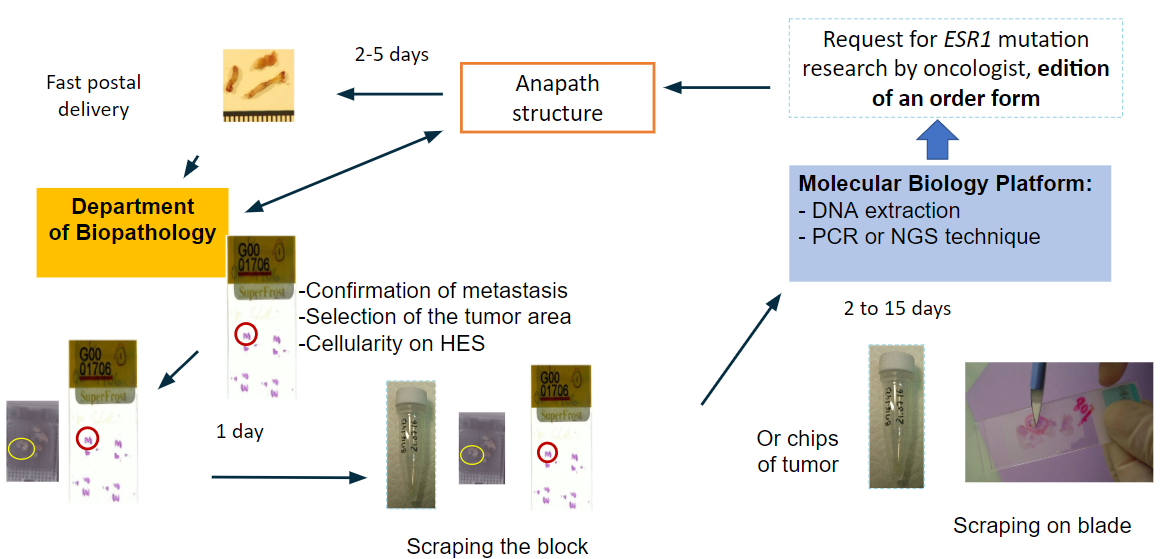 Request for ESR1 mutation
research by oncologist, edition
of an order form
2-5 days
Anapath
structure
Fast postal
delivery
Molecular Biology Platform:
- DNA extraction
- PCR or NGS technique
Department
of Biopathology
G00
01706
SuperFrost
-Confirmation of metastasis
-Selection of the tumor area
-Cellularity on HES
2 to 15 days
G00
01706
SuperFrost
G00
01706
SuperFrost
1 day
Or chips
of tumor
Scraping the block
Scraping on blade